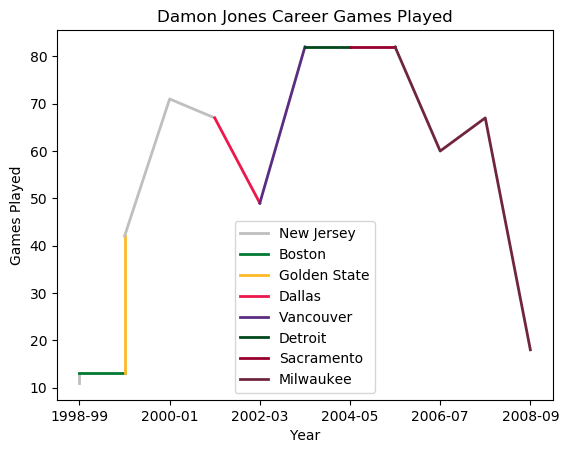 Damon Jones Career Games Played
Games Played
80
70
60
50
40
30
20
10
New Jersey
Boston
Golden State
Dallas
Vancouver
Detroit
Sacramento
Milwaukee
1998-99 2000-01 2002-03 2004-05 2006-07 2008-09
Year